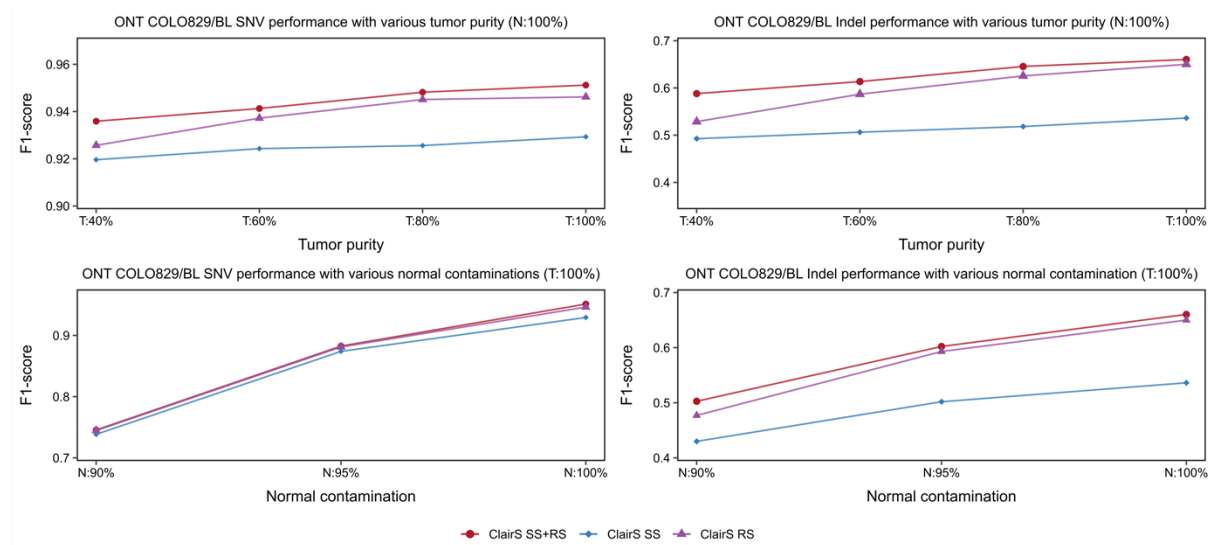 ONT COLO829/BL SNV performance with various tumor purity (N:100%)
F1-score
0.96
0.94
0.92
0.90
T:40% T:60% T:80% T:100%
Tumor purity
ONT COLO829/BL Indel performance with various tumor purity (N:100%)
F1-score
0.7
0.6
0.5
0.4
T:40% T:60% T:80% T:100%
Tumor purity
ONT COLO829/BL SNV performance with various normal contaminations (T:100%)
F1-score
0.9
0.8
0.7
N:90% N:95% N:100%
Normal contamination
ONT COLO829/BL Indel performance with various normal contamination (T:100%)
F1-score
0.7
0.6
0.5
0.4
N:90% N:95% N:100%
Normal contamination
ClairS SS+RS ClairS SS ClairS RS